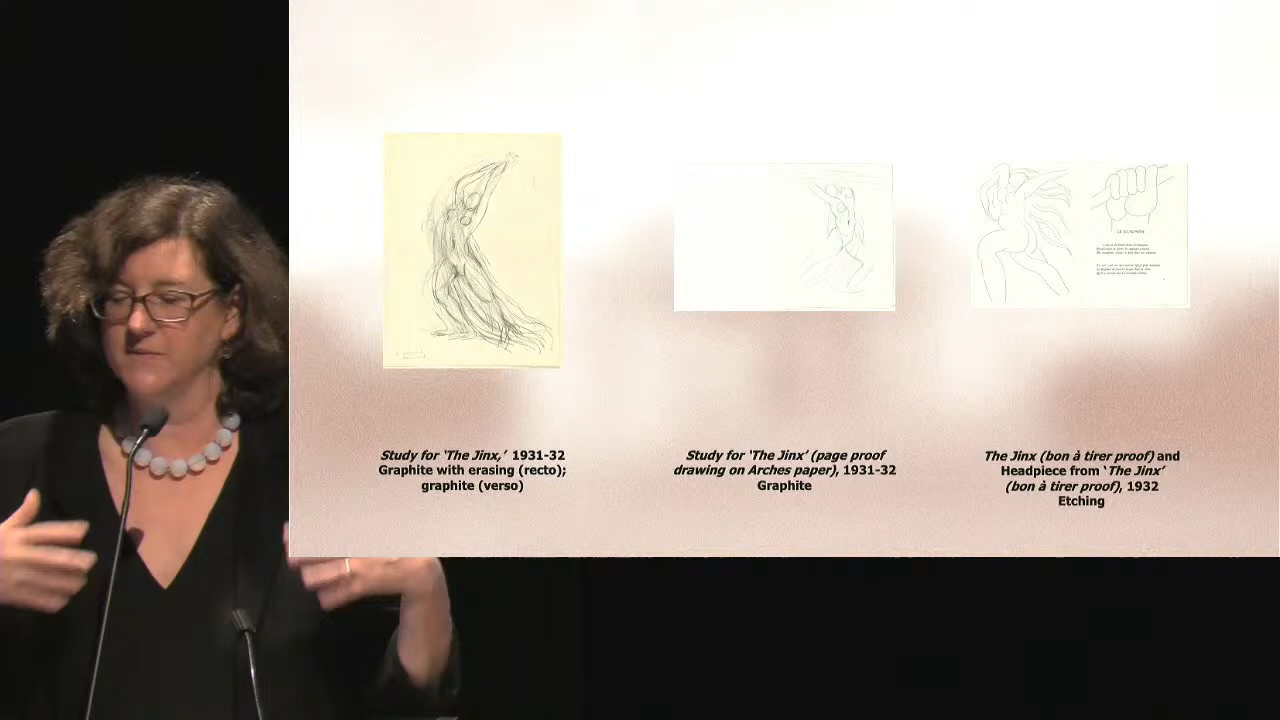 Study for ‘The Jinx,’ 1931-32
Graphite with erasing (recto);
graphite (verso)
Study for ‘The Jinx’ (page proof
drawing on Arches paper), 1931-32
Graphite
The Jinx (bon à tirer proof) and
Headpiece from ‘The Jinx’
(bon à tirer proof), 1932
Etching